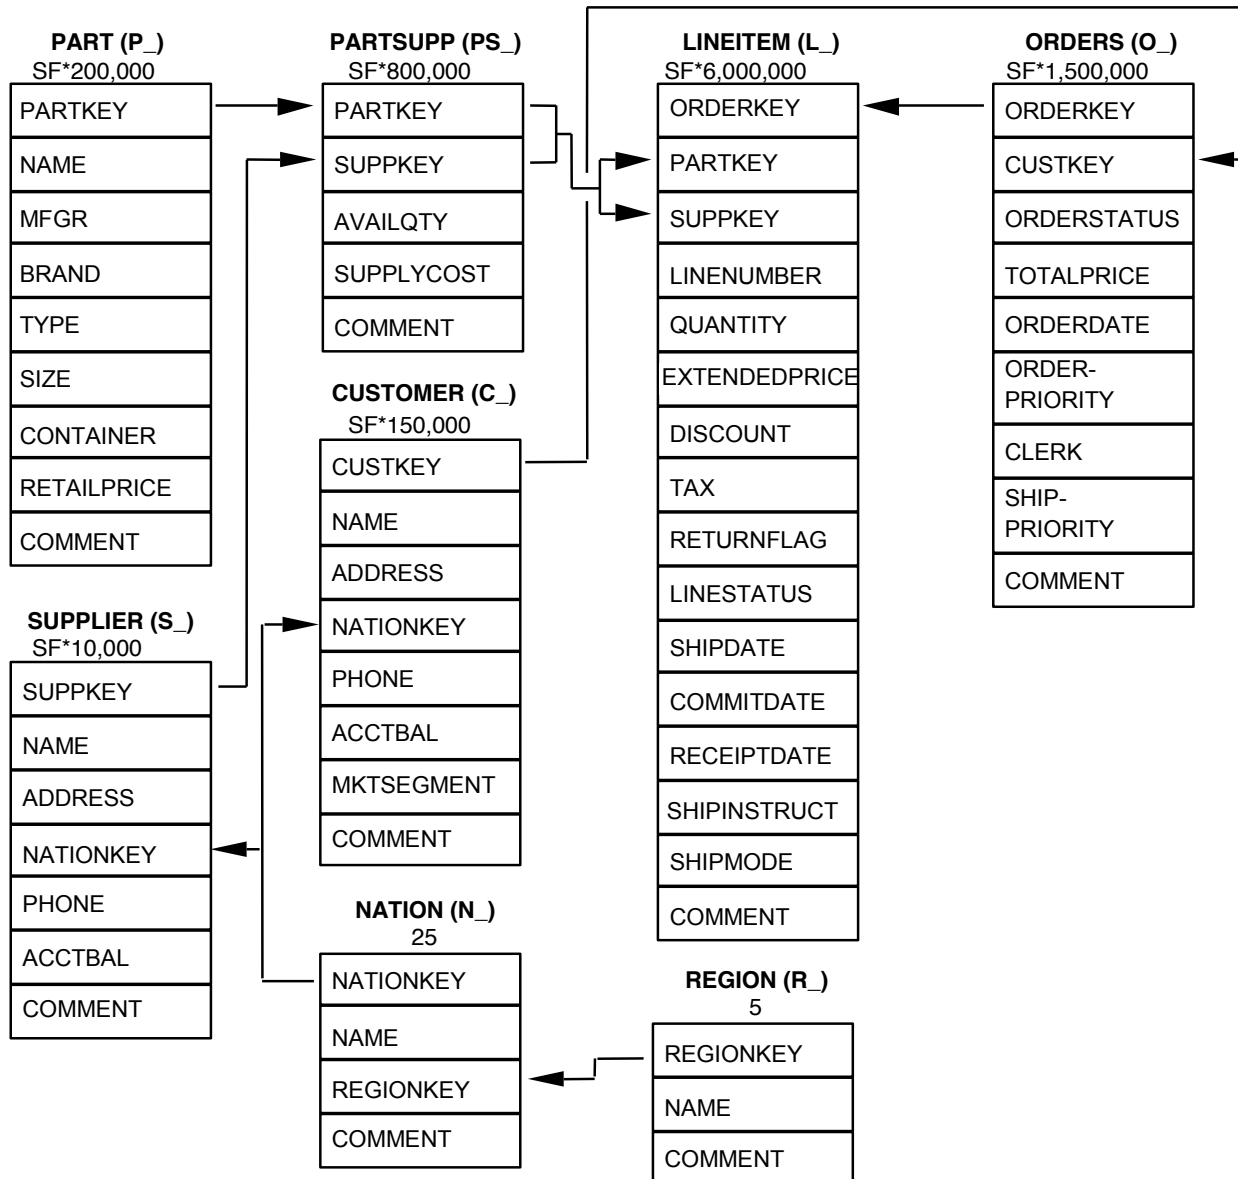 PART (P_)
SF*200,000
PARTKEY
NAME
MFGR
BRAND
TYPE
SIZE
CONTAINER
RETAILPRICE
COMMENT
SUPPLIER (S_)
SF*10,000
SUPPKEY
NAME
ADDRESS
NATIONKEY
PHONE
ACCTBAL
COMMENT
PARTSUPP (PS_)
SF*800,000
PARTKEY
SUPPKEY
AVAILQTY
SUPPLYCOST
COMMENT
CUSTOMER (C_)
SF*150,000
CUSTKEY
NAME
ADDRESS
NATIONKEY
PHONE
ACCTBAL
MKTSEGMENT
COMMENT
NATION (N_)
25
NATIONKEY
NAME
REGIONKEY
COMMENT
LINEITEM (L_)
SF*6,000,000
ORDERKEY
PARTKEY
SUPPKEY
LINENUMBER
QUANTITY
EXTENDEDPRICE
DISCOUNT
TAX
RETURNFLAG
LINESTATUS
SHIPDATE
COMMITDATE
RECEIPTDATE
SHIPINSTRUCT
SHIPMODE
COMMENT
REGION (R_)
5
REGIONKEY
NAME
COMMENT
ORDERS (O_)
SF*1,500,000
ORDERKEY
CUSTKEY
ORDERSTATUS
TOTALPRICE
ORDERDATE
ORDER-
PRIORITY
CLERK
SHIP-
PRIORITY
COMMENT